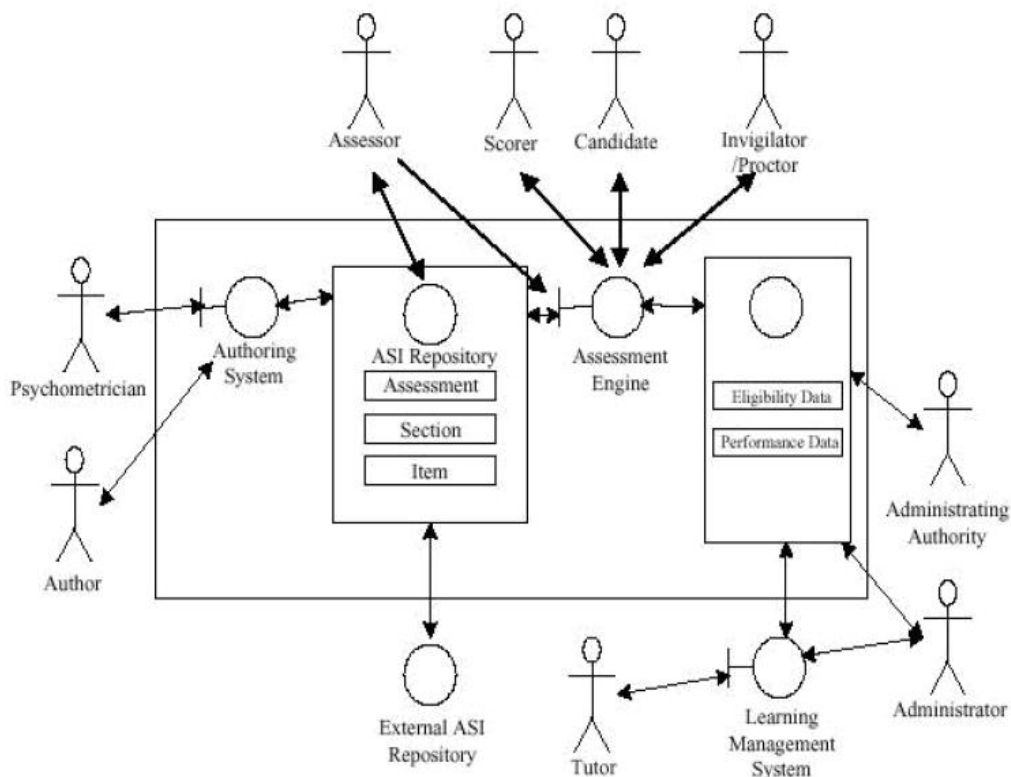 Assessor
Scorer
Candidate
Invigilator
/Proctor
Psychometrician
Authoring
System
ASI Repository
Assessment
Section
Item
Assessment
Engine
Eligibility Data
Performance Data
Administrating
Authority
Author
External ASI
Repository
Tutor
Learning
Management
System
Administrator